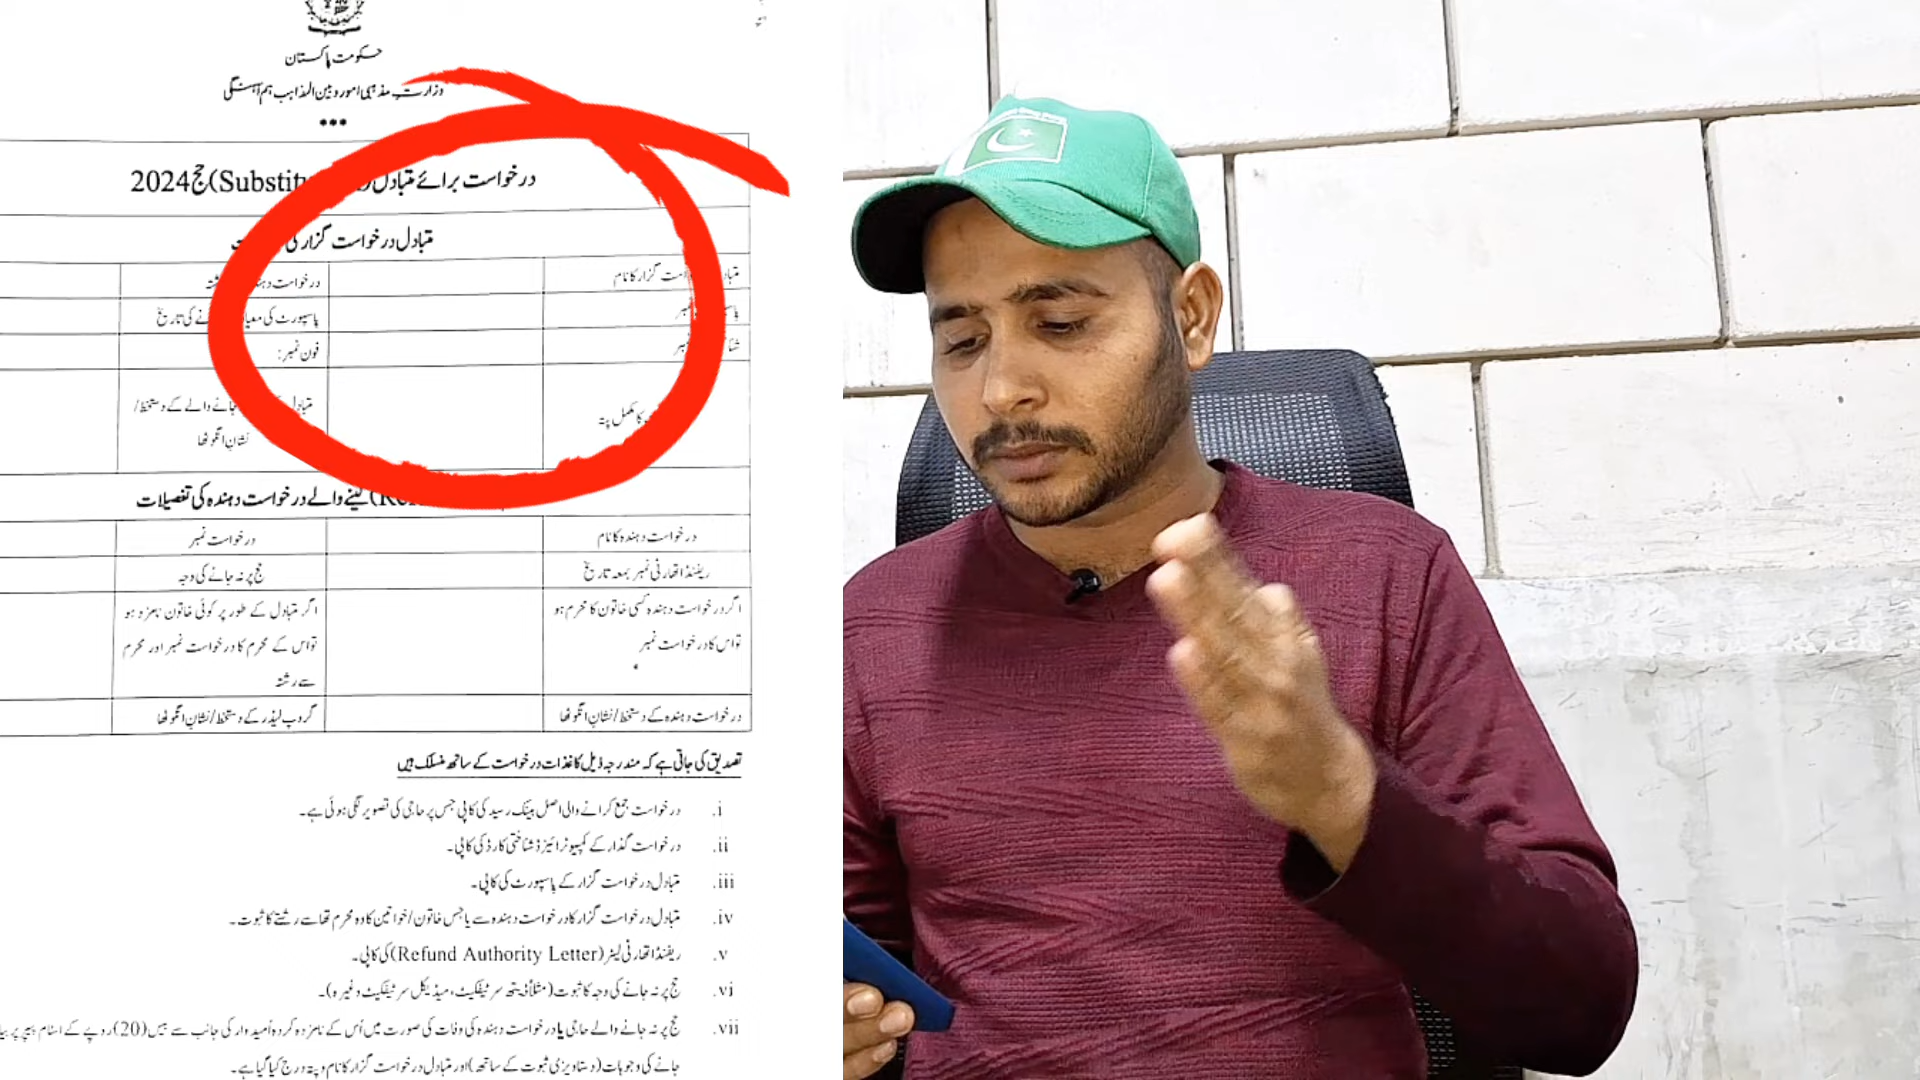 حکومت پاکستان
وزارتِ مذہبی امور و بین المذاہب ہم آہنگی
***
درخواست برائے متبادل (Substitu) حج 2024
متبادل درخواست گزار کی
گزار کا نام
درخواست
پاسپورٹ کی
کی تاریخ
فون نمبر:
کا مکمل پتہ
جانے والے کے دستخط/
نشان انگوٹھا
لینے والے درخواست دہندہ کی تفصیلات
درخواست دہندہ کا نام
درخواست نمبر
ریفنڈ اتھارٹی نمبر بمعہ تاریخ
حج پر نہ جانے کی وجہ
اگر درخواست دہندہ کسی خاتون کا محرم ہو
تو اس کا درخواست نمبر
اگر متبادل کے طور پر کوئی خاتون نامزد ہو
تو اس کے محرم کا درخواست نمبر اور محرم
سے رشتہ
درخواست دہندہ کے دستخط/نشان انگوٹھا
گروپ لیڈر کے دستخط/نشان انگوٹھا
تصدیق کی جاتی ہے کہ مندرجہ ذیل کاغذات درخواست کے ساتھ منسلک ہیں
i. درخواست جمع کرانے والی اصل بینک رسید کی کاپی جس پر حاجی کی تصویر لگی ہوئی ہے۔
ii. درخواست گذار کے کمپیوٹرائیزڈ شناختی کارڈ کی کاپی۔
iii. متبادل درخواست گزار کے پاسپورٹ کی کاپی۔
iv. متبادل درخواست گزار کا درخواست دہندہ سے یا جس خاتون/خواتین کا وہ محرم تھا سے رشتے کا ثبوت۔
v. ریفنڈ اتھارٹی لیٹر (Refund Authority Letter) کی کاپی۔
vi. حج پر نہ جانے کی وجہ کا ثبوت (مثلاً ڈیتھ سرٹیفکیٹ، میڈیکل سرٹیفکیٹ وغیرہ)۔
vii. حج پر نہ جانے والے حاجی یا درخواست دہندہ کی وفات کی صورت میں اُس کے نامزدہ کردہ اُمیدوار کی جانب سے بیس (20) روپے کے اسٹام پیپر پر
جانے کی وجوہات (دستاویزی ثبوت کے ساتھ) اور متبادل درخواست گزار کا نام و پتہ درج کیا گیا ہے۔